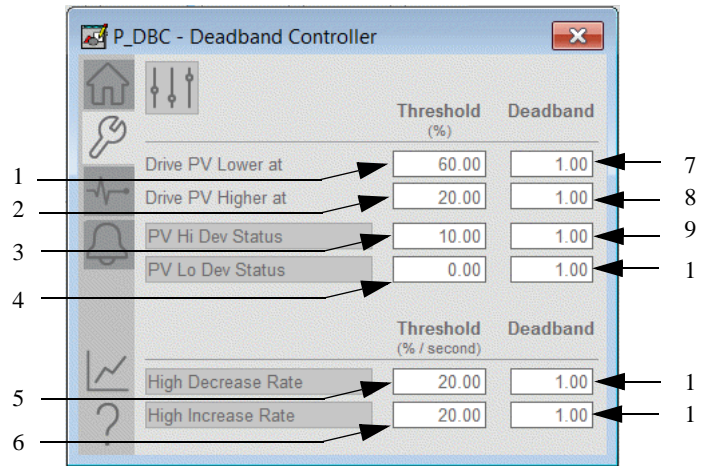 P_DBC - Deadband Controller
Threshold Deadband
(%)
1 Drive PV Lower at 60.00 1.00 7
2 Drive PV Higher at 20.00 1.00 8
3 PV Hi Dev Status 10.00 1.00 9
4 PV Lo Dev Status 0.00 1.00 1
Threshold Deadband
(% / second)
5 High Decrease Rate 20.00 1.00 1
6 High Increase Rate 20.00 1.00 1
?